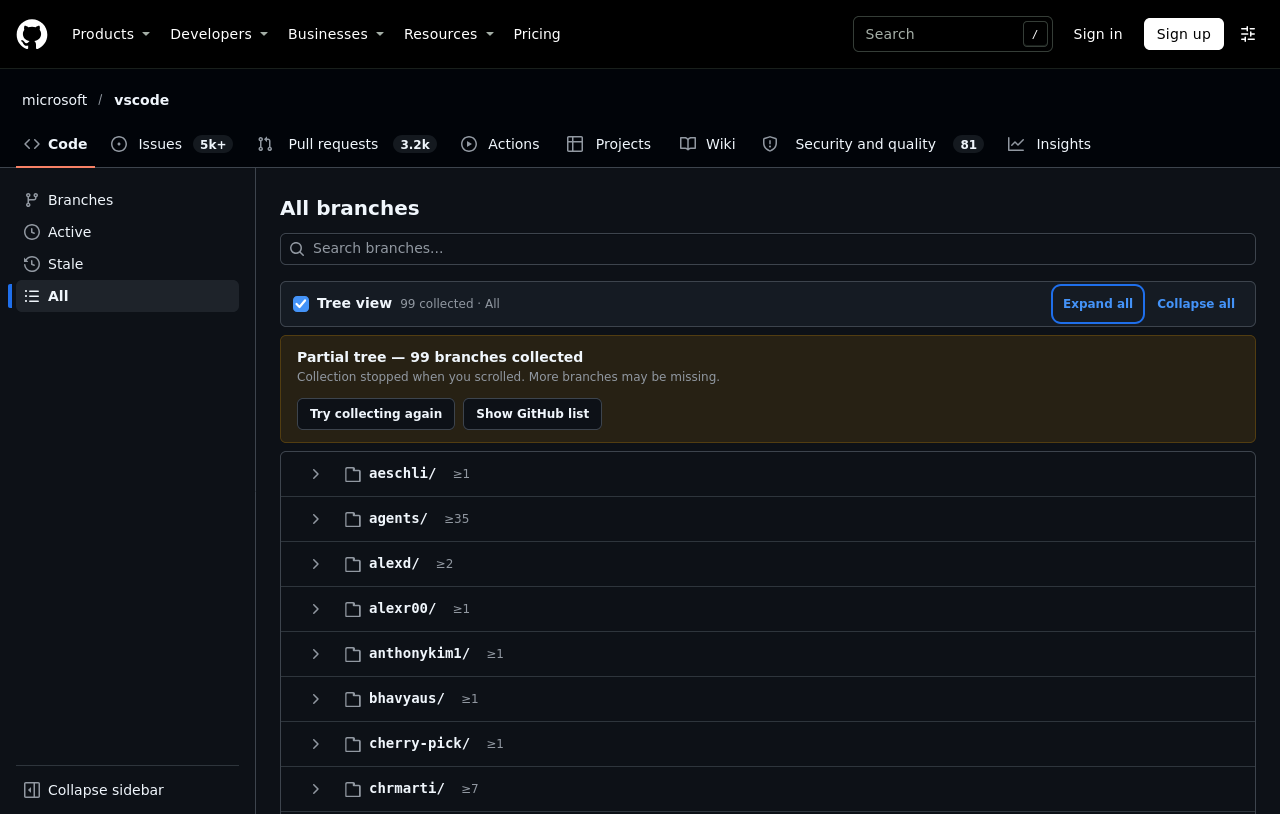 Products Developers Businesses Resources Pricing Search / Sign in Sign up
microsoft / vscode
Code Issues 5k+ Pull requests 3.2k Actions Projects Wiki Security and quality 81 Insights
Branches
Active
Stale
All
Collapse sidebar
All branches
Search branches...
Tree view 99 collected · All Expand all Collapse all
Partial tree — 99 branches collected
Collection stopped when you scrolled. More branches may be missing.
Try collecting again Show GitHub list
aeschli/ ≥1
agents/ ≥35
alexd/ ≥2
alexr00/ ≥1
anthonykim1/ ≥1
bhavyaus/ ≥1
cherry-pick/ ≥1
chrmarti/ ≥7